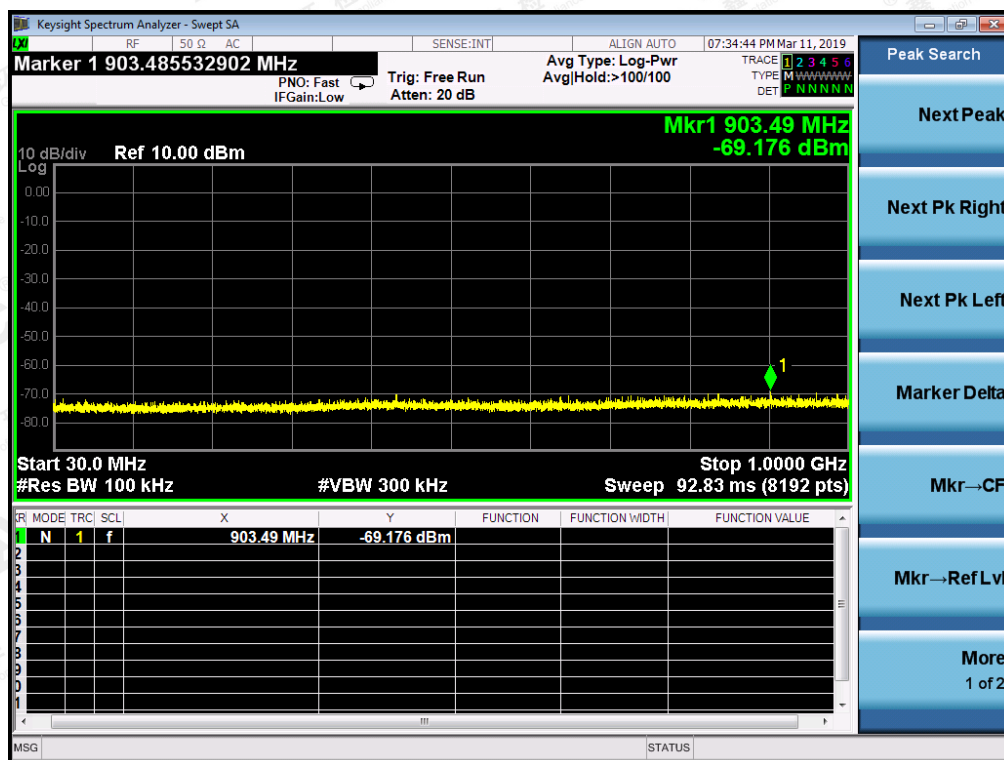 Keysight Spectrum Analyzer - Swept SA
LXI RF 50 Ω AC SENSE:INT ALIGN AUTO 07:34:44 PM Mar 11, 2019
Marker 1 903.485532902 MHz
PNO: Fast
IFGain:Low
Trig: Free Run
Atten: 20 dB
Avg Type: Log-Pwr
Avg|Hold:>100/100
TRACE 1 2 3 4 5 6
TYPE M WWWWW
DET P N N N N N
Mkr1 903.49 MHz
-69.176 dBm
10 dB/div Ref 10.00 dBm
Log
0.00
-10.0
-20.0
-30.0
-40.0
-50.0
-60.0
-70.0
-80.0
1
Start 30.0 MHz Stop 1.0000 GHz
#Res BW 100 kHz #VBW 300 kHz Sweep 92.83 ms (8192 pts)
KR MODE TRC SCL X Y FUNCTION FUNCTION WIDTH FUNCTION VALUE
1 N 1 f 903.49 MHz -69.176 dBm
2
3
4
5
6
7
8
9
0
1
MSG STATUS
Peak Search
Next Peak
Next Pk Right
Next Pk Left
Marker Delta
Mkr→CF
Mkr→Ref Lvl
More
1 of 2